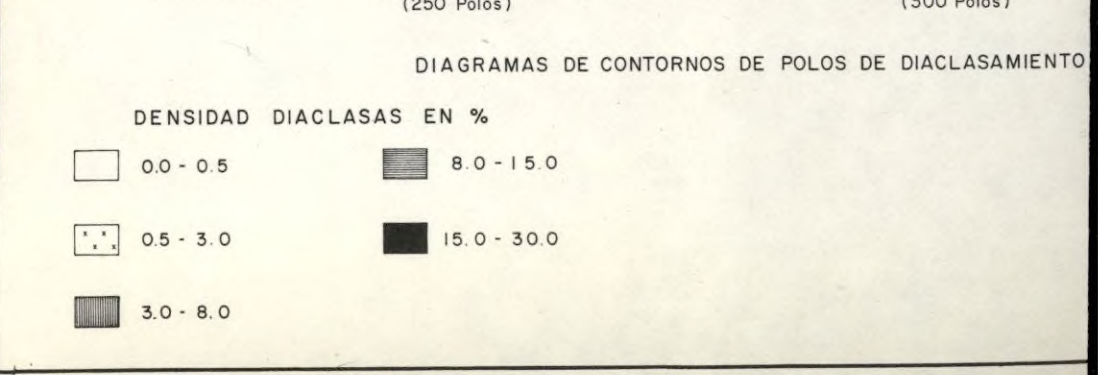 (250 Polos) (300 Polos)
DIAGRAMAS DE CONTORNOS DE POLOS DE DIACLASAMIENTO
DENSIDAD DIACLASAS EN %
0.0 - 0.5
8.0 - 15.0
0.5 - 3.0
15.0 - 30.0
3.0 - 8.0